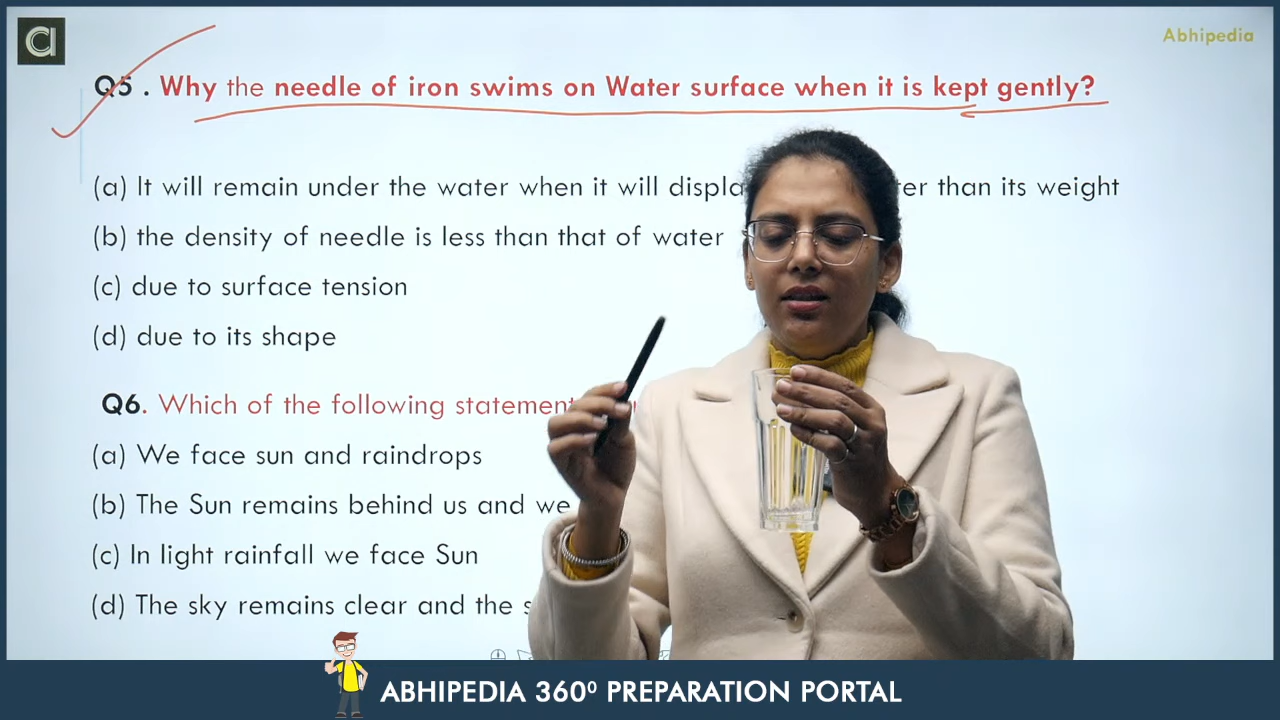 a
Abhipedia
Q5 . Why the needle of iron swims on Water surface when it is kept gently?
(a) It will remain under the water when it will than its weight
(b) the density of needle is less than that of water
(c) due to surface tension
(d) due to its shape
Q6. Which of the following
(a) We face sun and raindrops
(b) The Sun remains behind us and we
(c) In light rainfall we face Sun
(d) The sky remains clear and the
ABHIPEDIA 360⁰ PREPARATION PORTAL